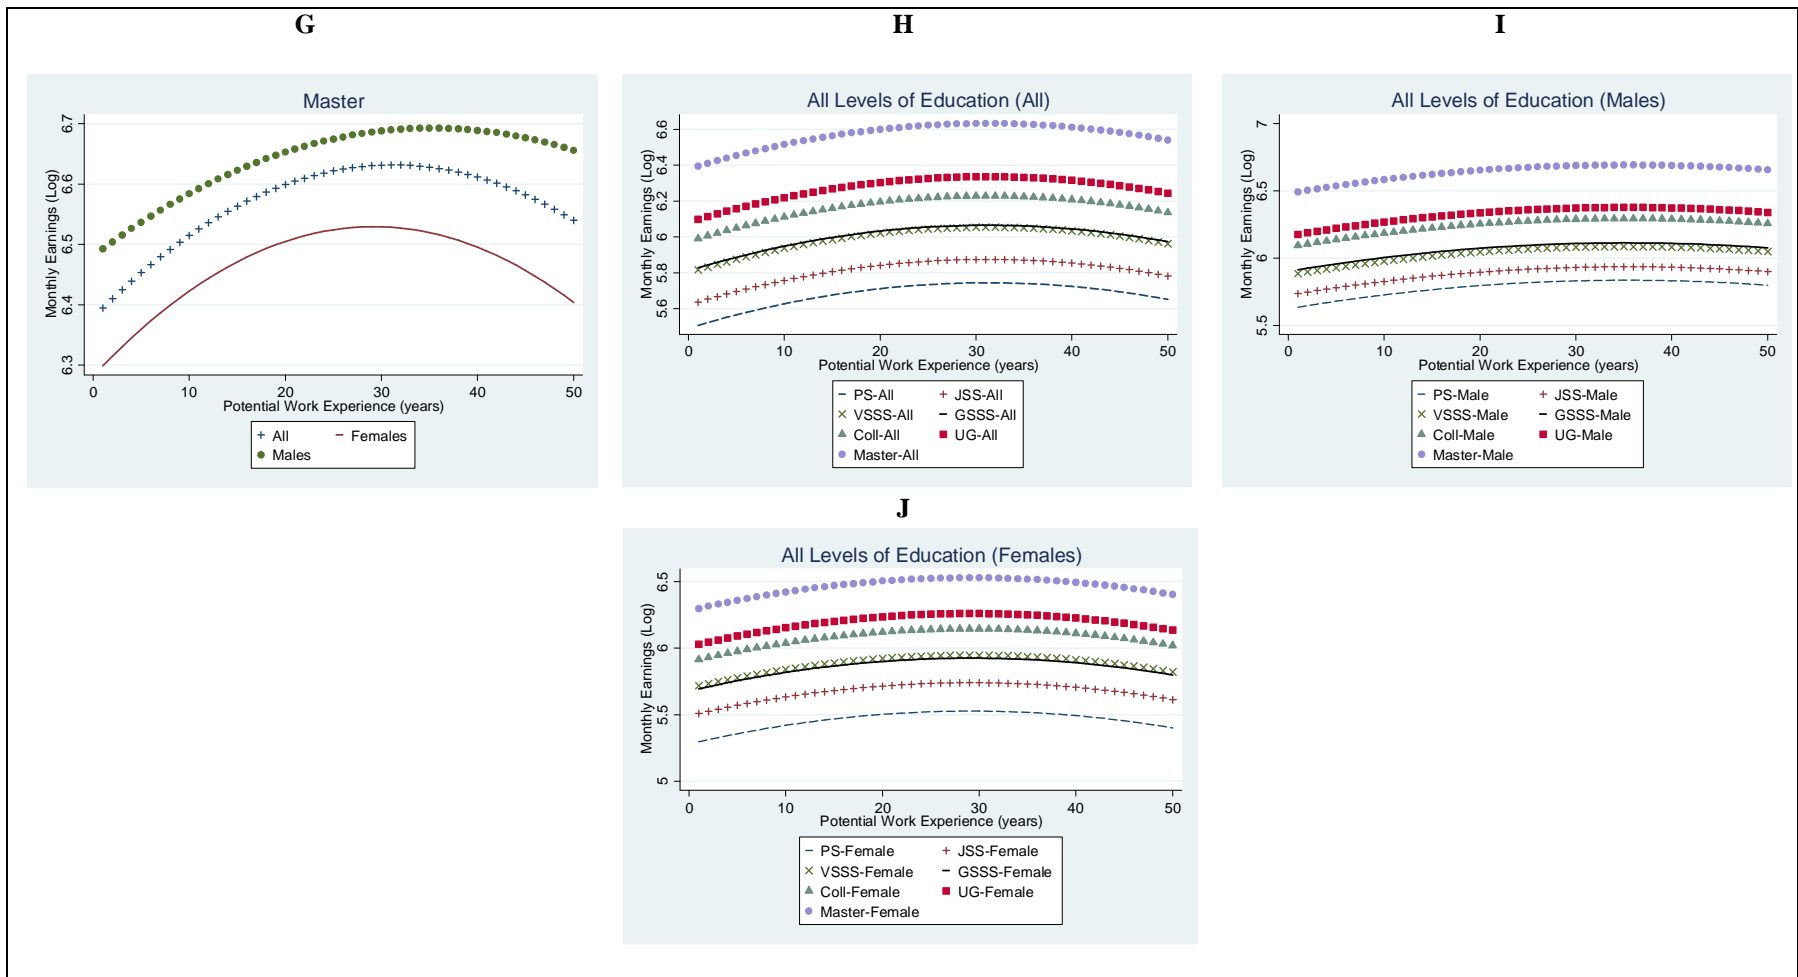 G
H
I
Master
Monthly Earnings (Log)
6.7
6.6
6.5
6.4
6.3
0 10 20 30 40 50
Potential Work Experience (years)
All Females
Males
All Levels of Education (All)
Monthly Earnings (Log)
6.6
6.4
6.2
6
5.8
5.6
0 10 20 30 40 50
Potential Work Experience (years)
PS-All JSS-All
VSSS-All GSSS-All
Coll-All UG-All
Master-All
All Levels of Education (Males)
Monthly Earnings (Log)
7
6.5
6
5.5
0 10 20 30 40 50
Potential Work Experience (years)
PS-Male JSS-Male
VSSS-Male GSSS-Male
Coll-Male UG-Male
Master-Male
J
All Levels of Education (Females)
Monthly Earnings (Log)
6.5
6
5.5
5
0 10 20 30 40 50
Potential Work Experience (years)
PS-Female JSS-Female
VSSS-Female GSSS-Female
Coll-Female UG-Female
Master-Female